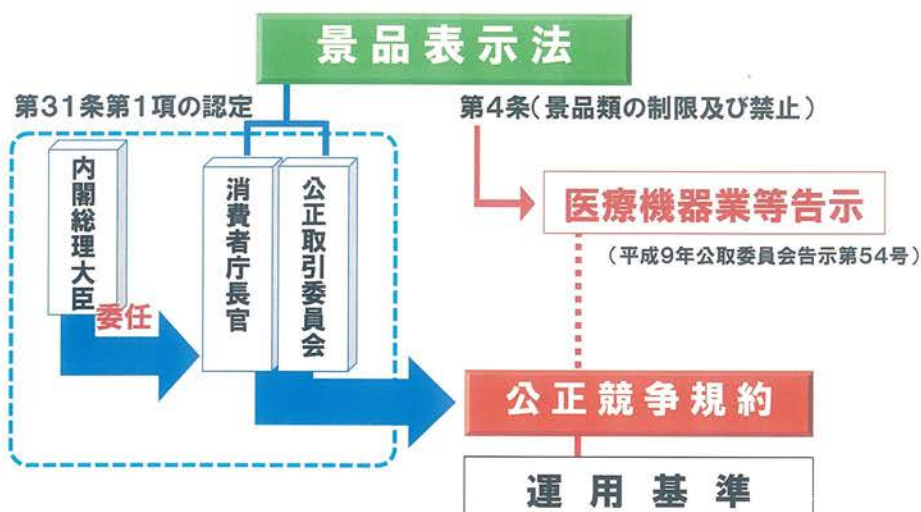 景品表示法
第31条第1項の認定
第4条(景品類の制限及び禁止)
内閣総理大臣
消費者庁長官
公正取引委員会
委任
医療機器業等告示
(平成9年公取委員会告示第54号)
公正競争規約
運用基準